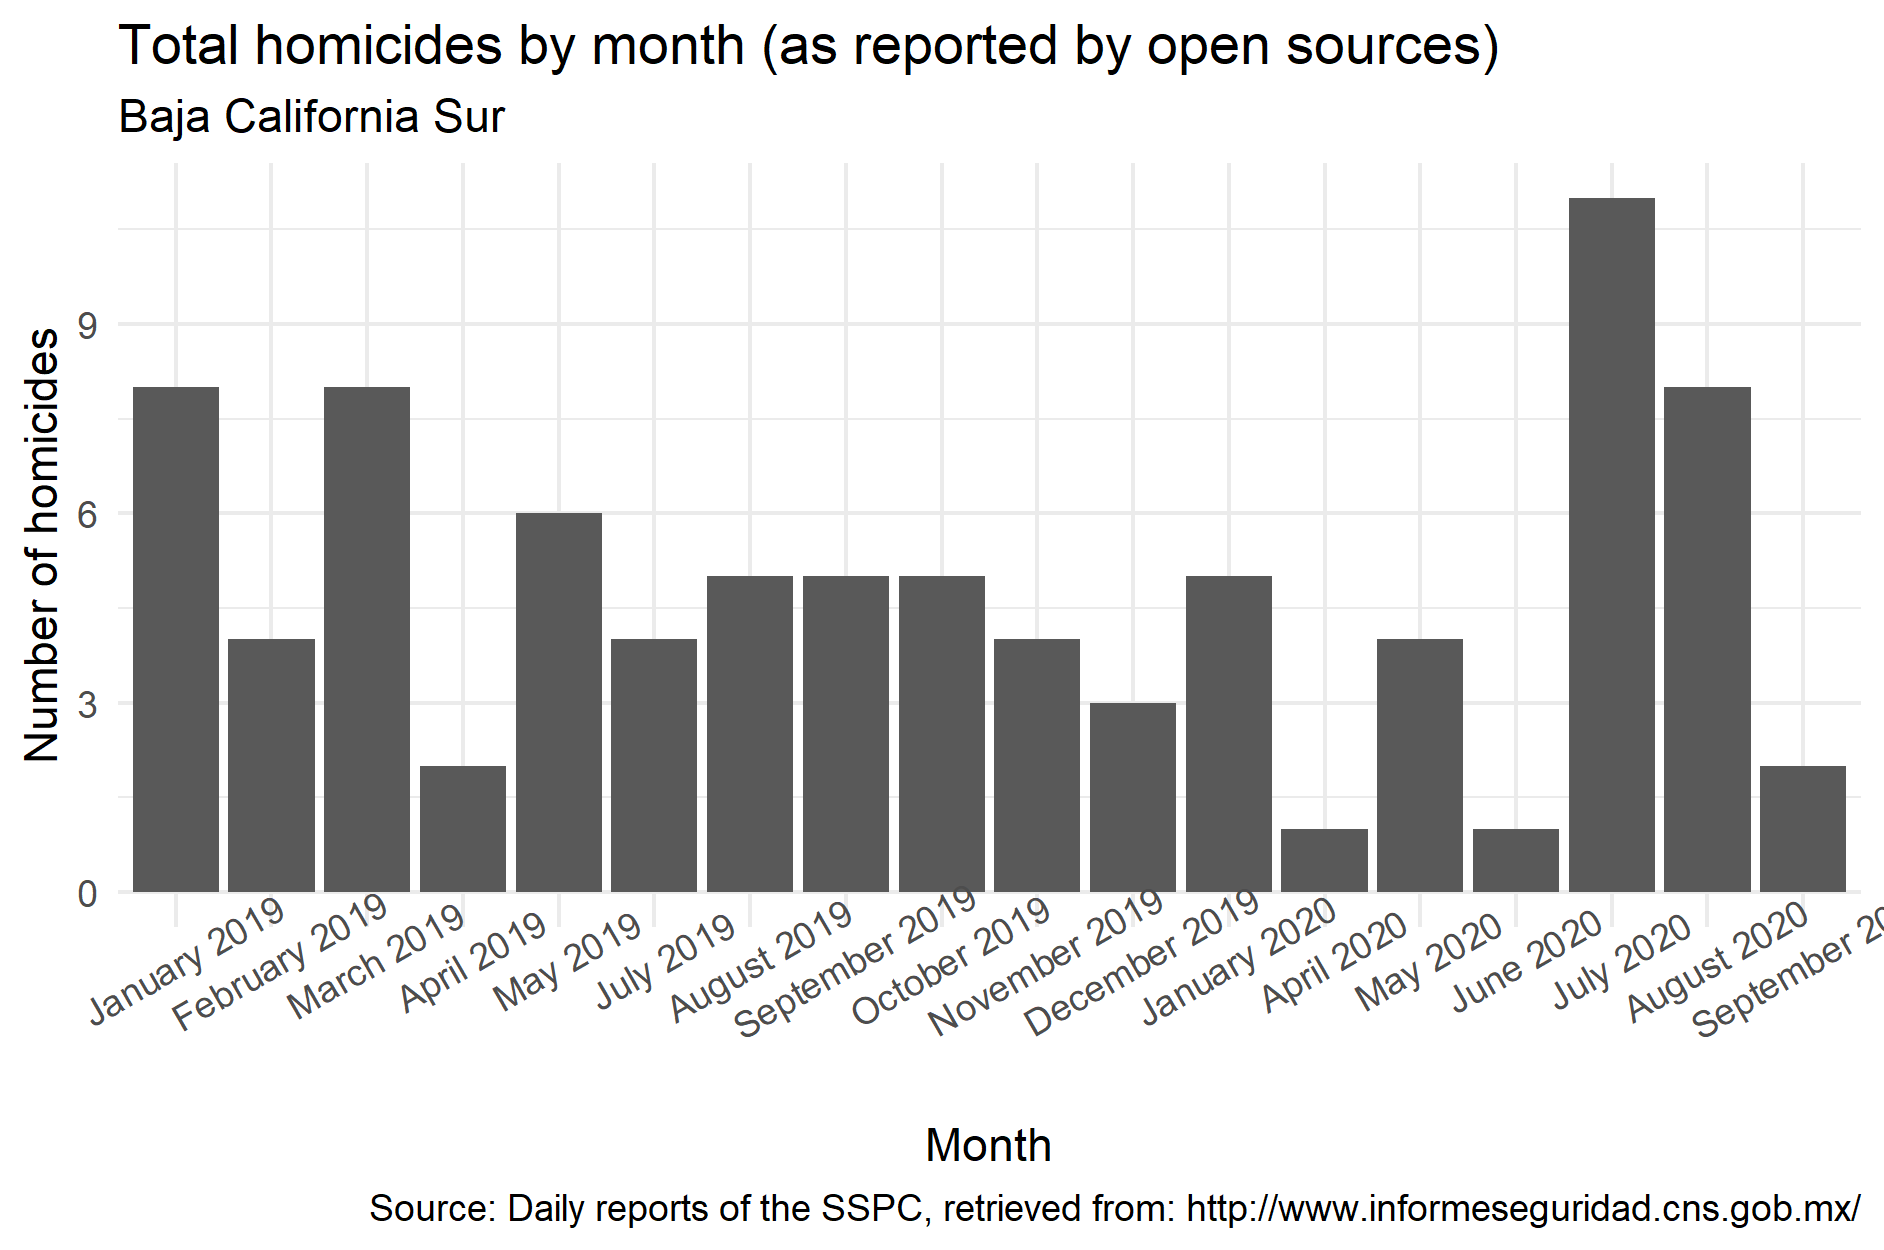 Total homicides by month (as reported by open sources)
Baja California Sur
Number of homicides
9
6
3
0
January 2019
February 2019
March 2019
April 2019
May 2019
July 2019
August 2019
September 2019
October 2019
November 2019
December 2019
January 2020
April 2020
May 2020
June 2020
July 2020
August 2020
September 20
Month
Source: Daily reports of the SSPC, retrieved from: http://www.informeseguridad.cns.gob.mx/